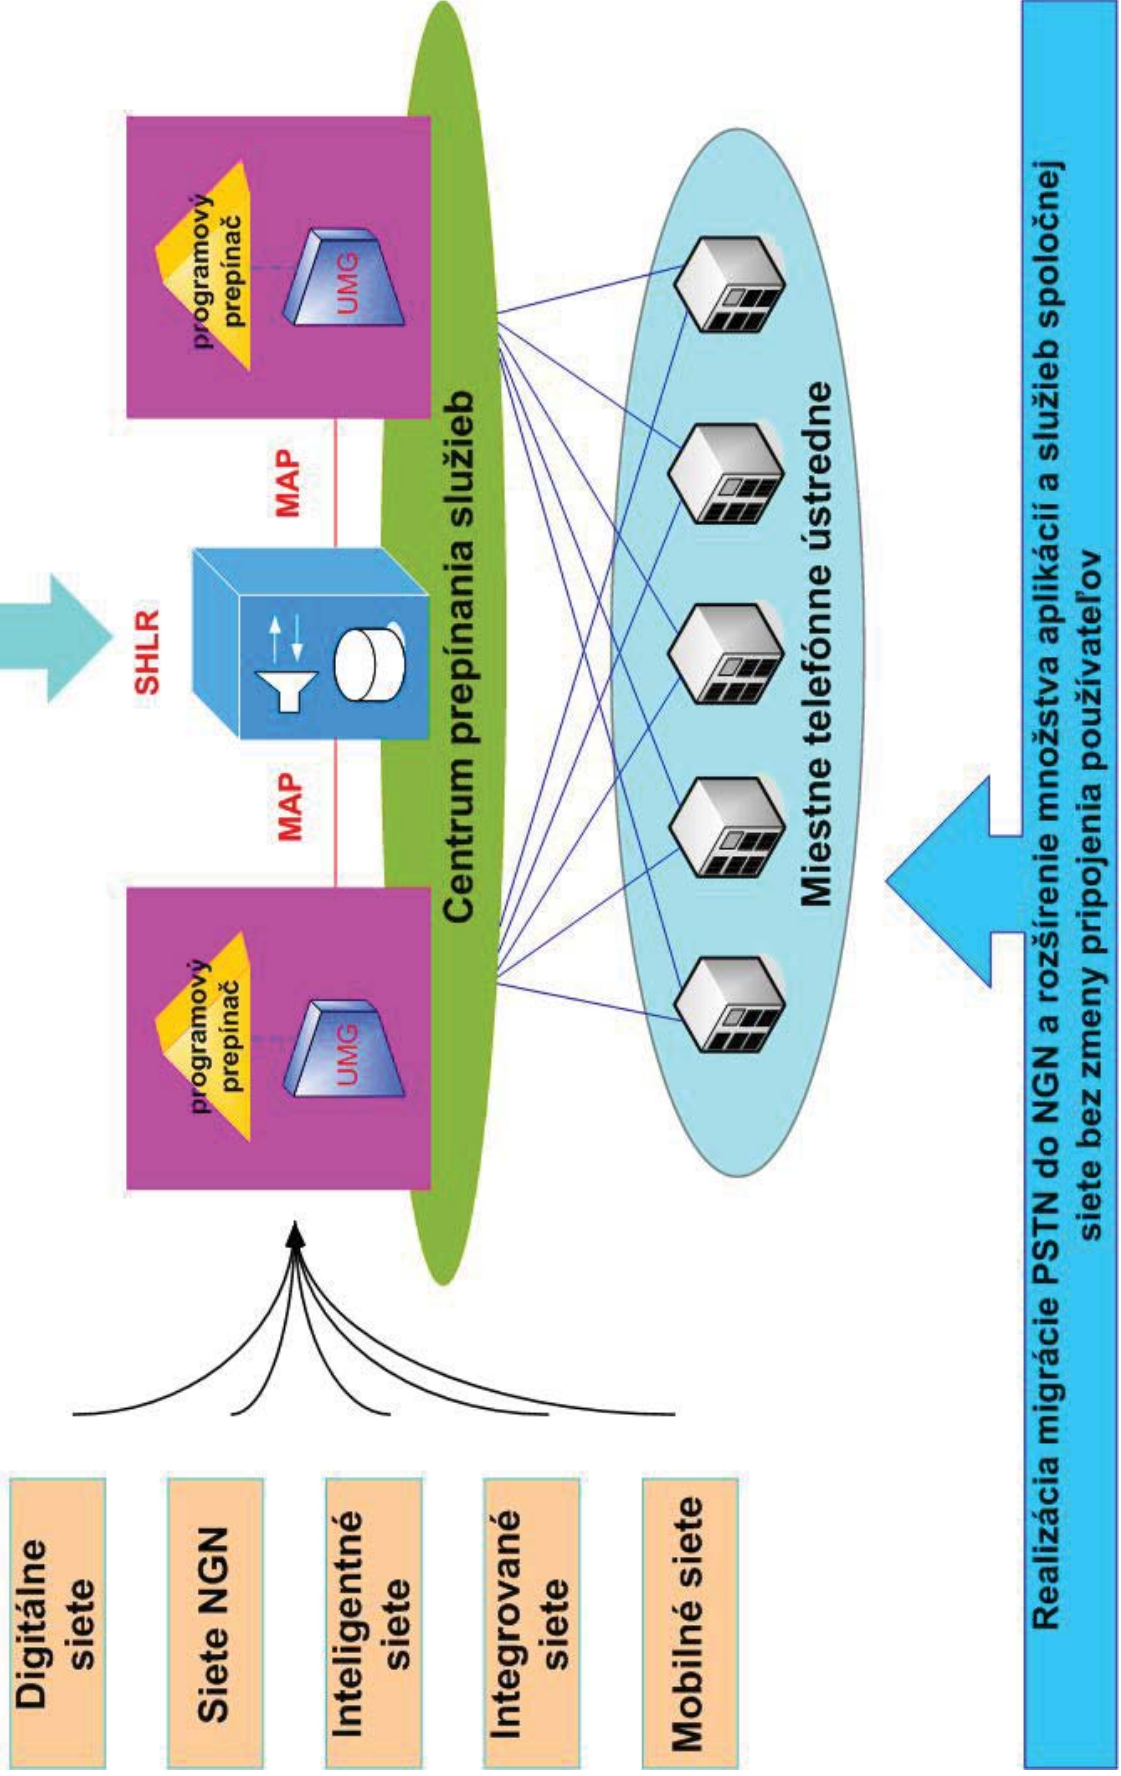 Digitálne
siete
Siete NGN
Inteligentné
siete
Integrované
siete
Mobilné siete
SHLR
programový
prepínač
UMG
MAP
MAP
programový
prepínač
UMG
Centrum prepínania služieb
Miestne telefónne ústredne
Realizácia migrácie PSTN do NGN a rozšírenie množstva aplikácií a služieb spoločnej
siete bez zmeny pripojenia používateľov